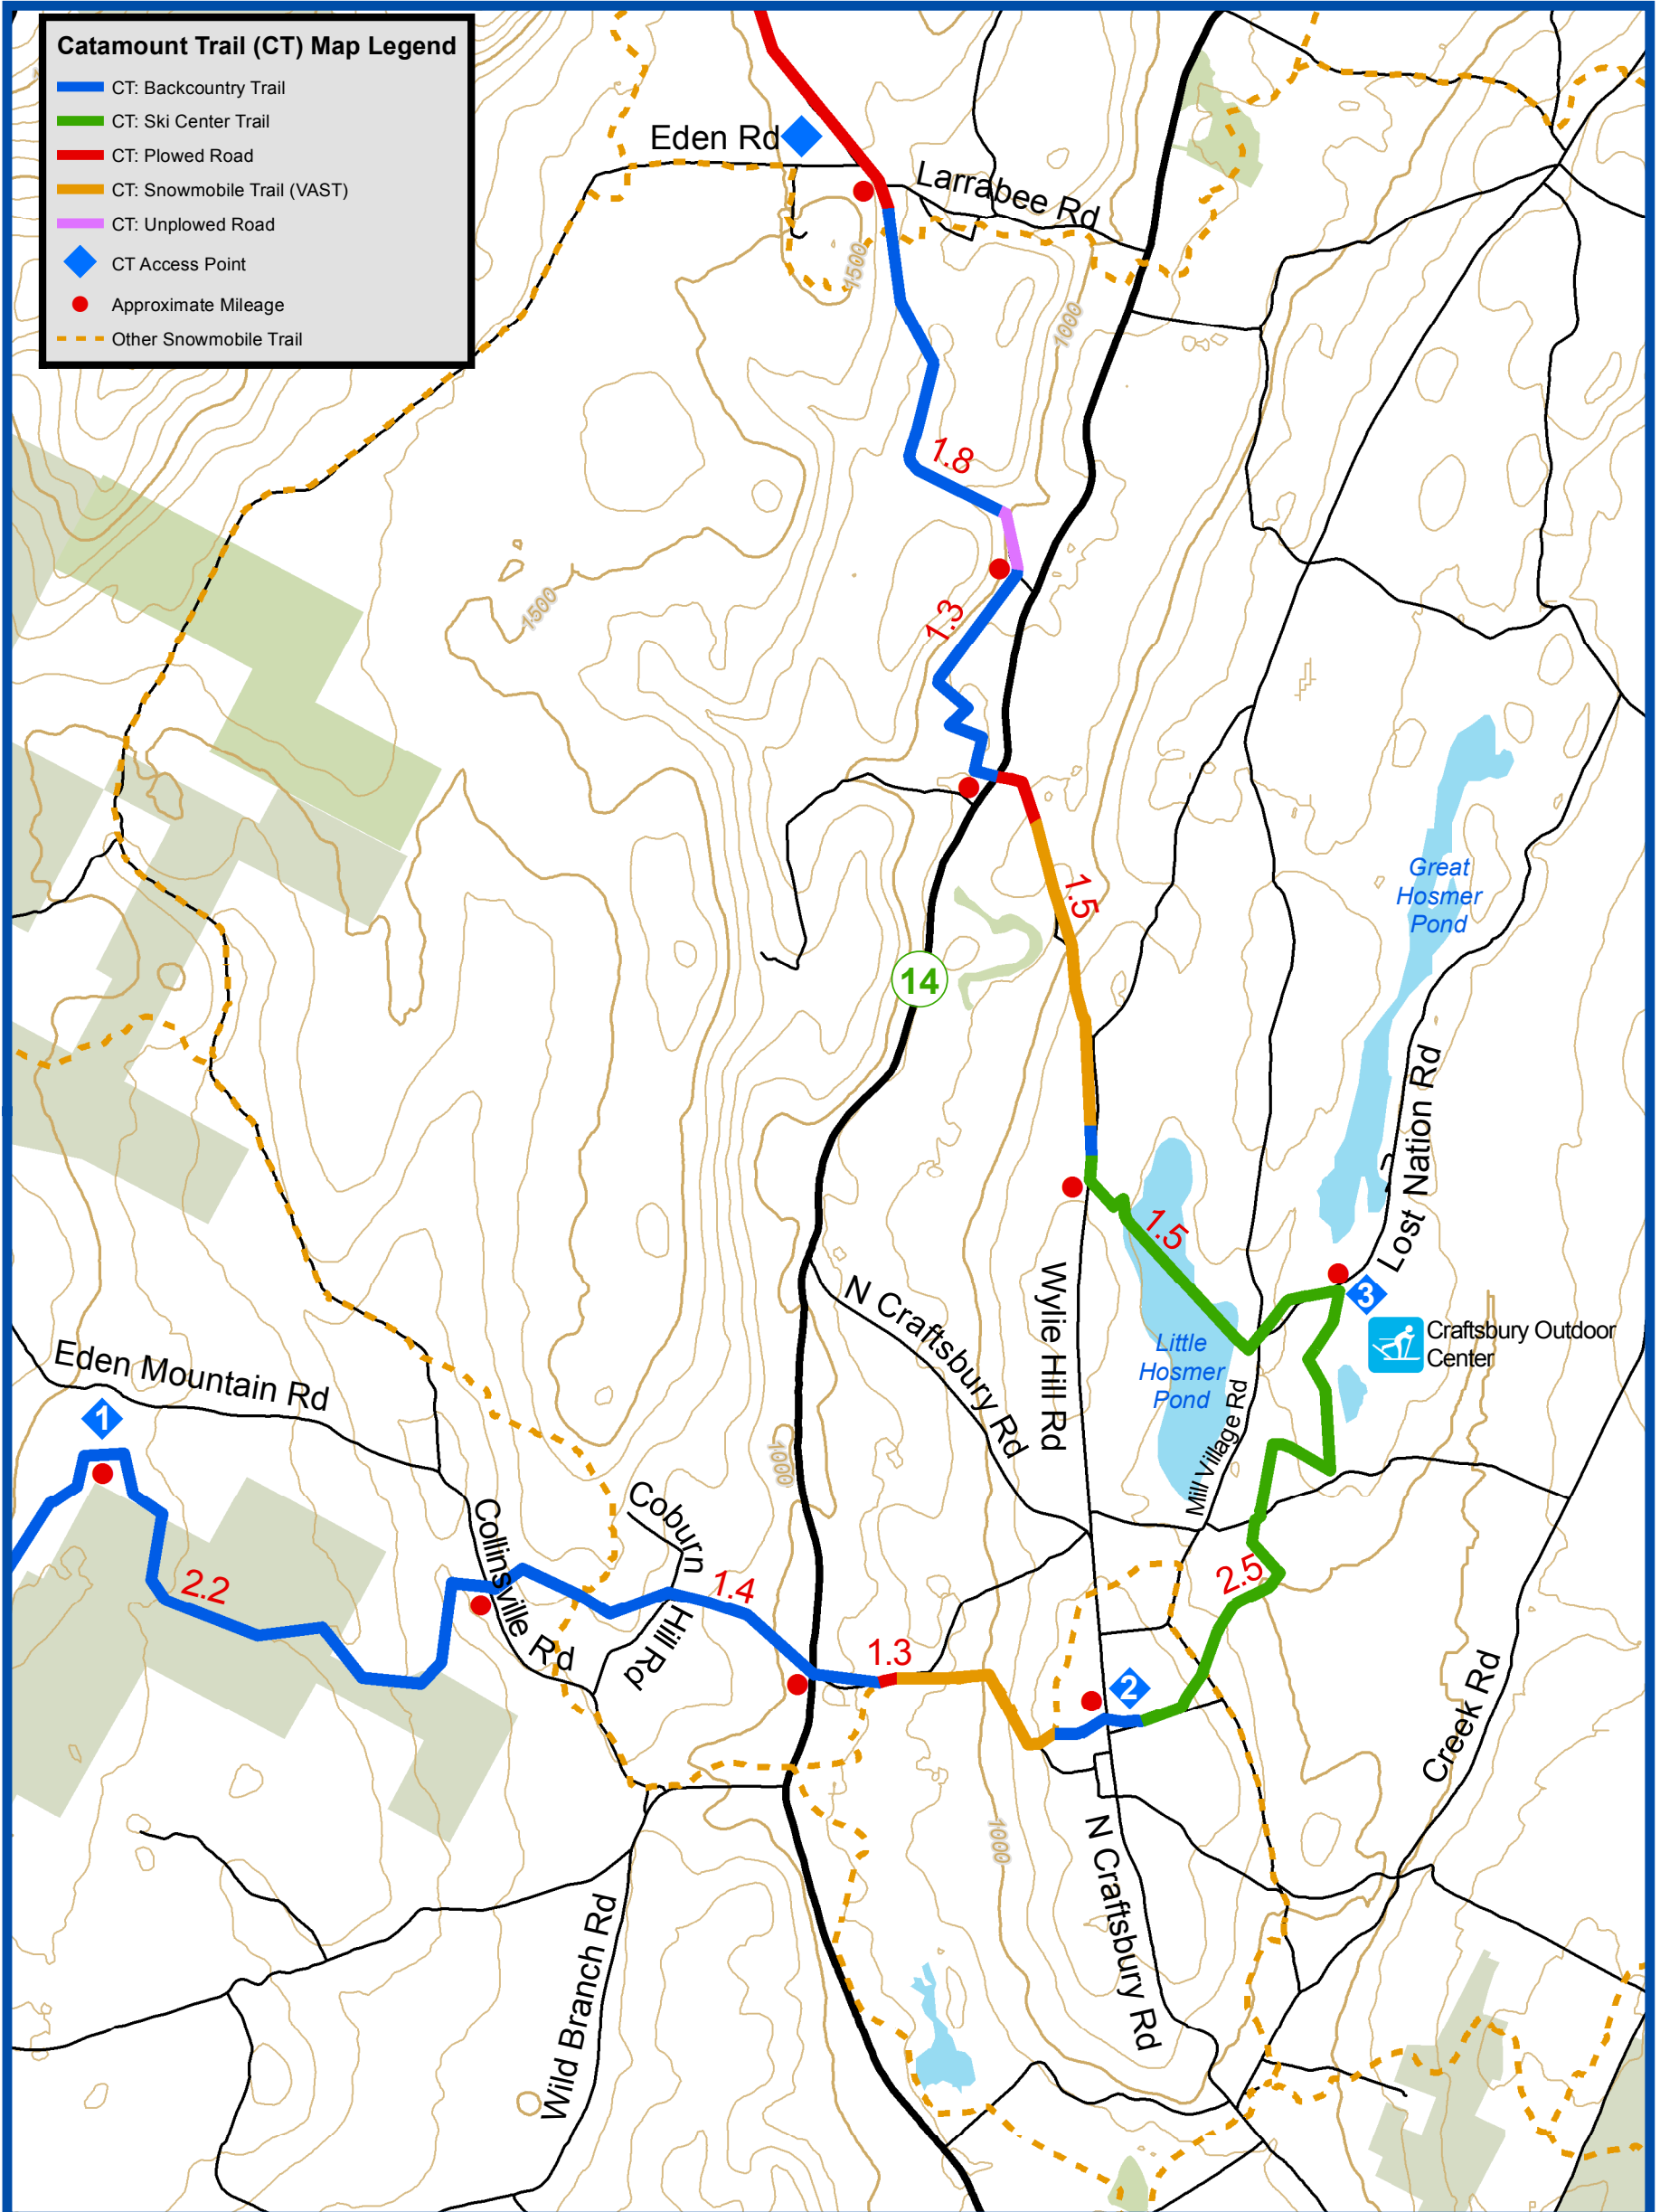 Catamount Trail (CT) Map Legend
CT: Backcountry Trail
CT: Ski Center Trail
CT: Plowed Road
CT: Snowmobile Trail (VAST)
CT: Unplowed Road
CT Access Point
Approximate Mileage
Other Snowmobile Trail
Eden Rd
Larrabee Rd
1500
1000
1.8
1500
1.3
1.5
Great
Hosmer
Pond
14
Lost Nation Rd
1.5
N Craftsbury Rd
Wylie Hill Rd
3
Craftsbury Outdoor
Center
Little
Hosmer
Pond
Mill Village Rd
Eden Mountain Rd
1
1000
Collinsville Rd
Coburn
Hill Rd
2.2
1.4
2.5
1.3
2
Creek Rd
1000
N Craftsbury Rd
Wild Branch Rd